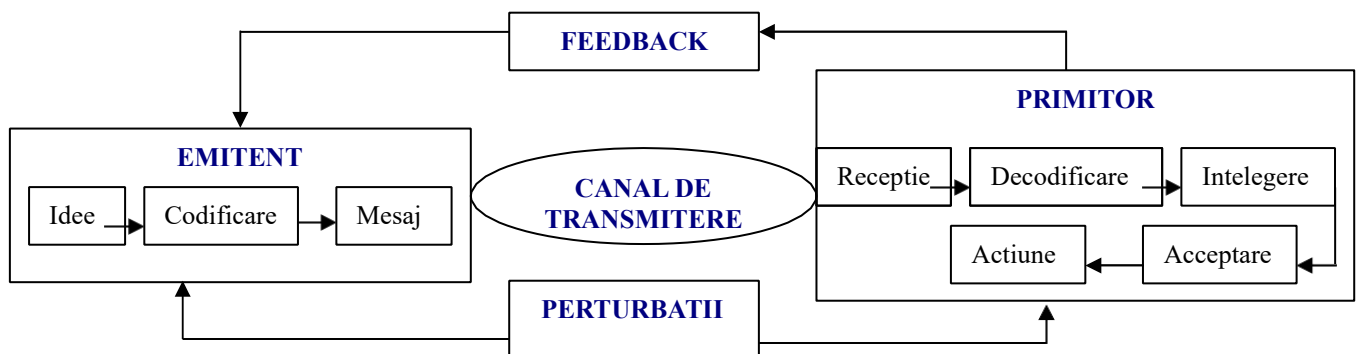 FEEDBACK
PRIMITOR
EMITENT
Idee
Codificare
Mesaj
CANAL DE
TRANSMITERE
Receptie
Decodificare
Intelegere
Actiune
Acceptare
PERTURBATII